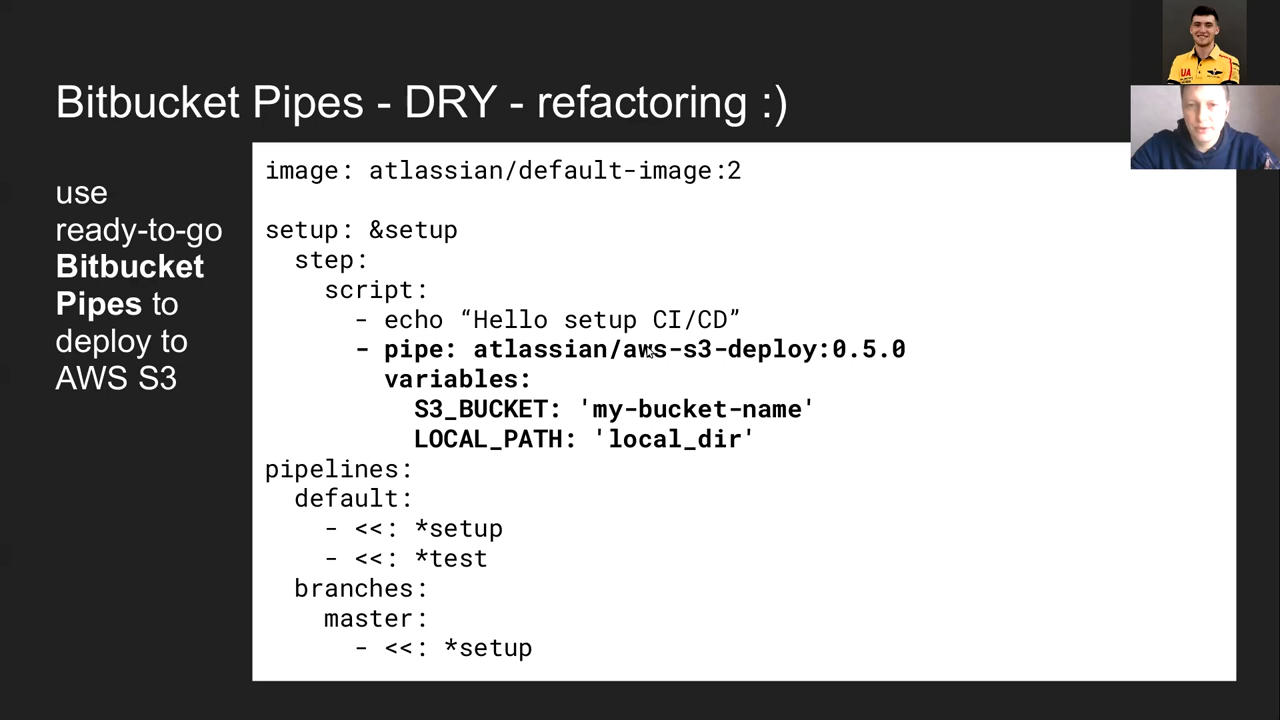 Bitbucket Pipes - DRY - refactoring :)
use
ready-to-go
Bitbucket
Pipes to
deploy to
AWS S3
image: atlassian/default-image:2
setup: &setup
step:
script:
- echo “Hello setup CI/CD”
- pipe: atlassian/aws-s3-deploy:0.5.0
variables:
S3_BUCKET: 'my-bucket-name'
LOCAL_PATH: 'local_dir'
pipelines:
default:
- <<: *setup
- <<: *test
branches:
master:
- <<: *setup
UA